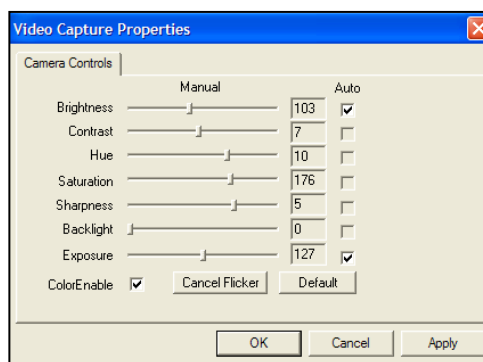 Video Capture Properties
Camera Controls
Manual Auto
Brightness 103
Contrast 7
Hue 10
Saturation 176
Sharpness 5
Backlight 0
Exposure 127
ColorEnable Cancel Flicker Default
OK Cancel Apply